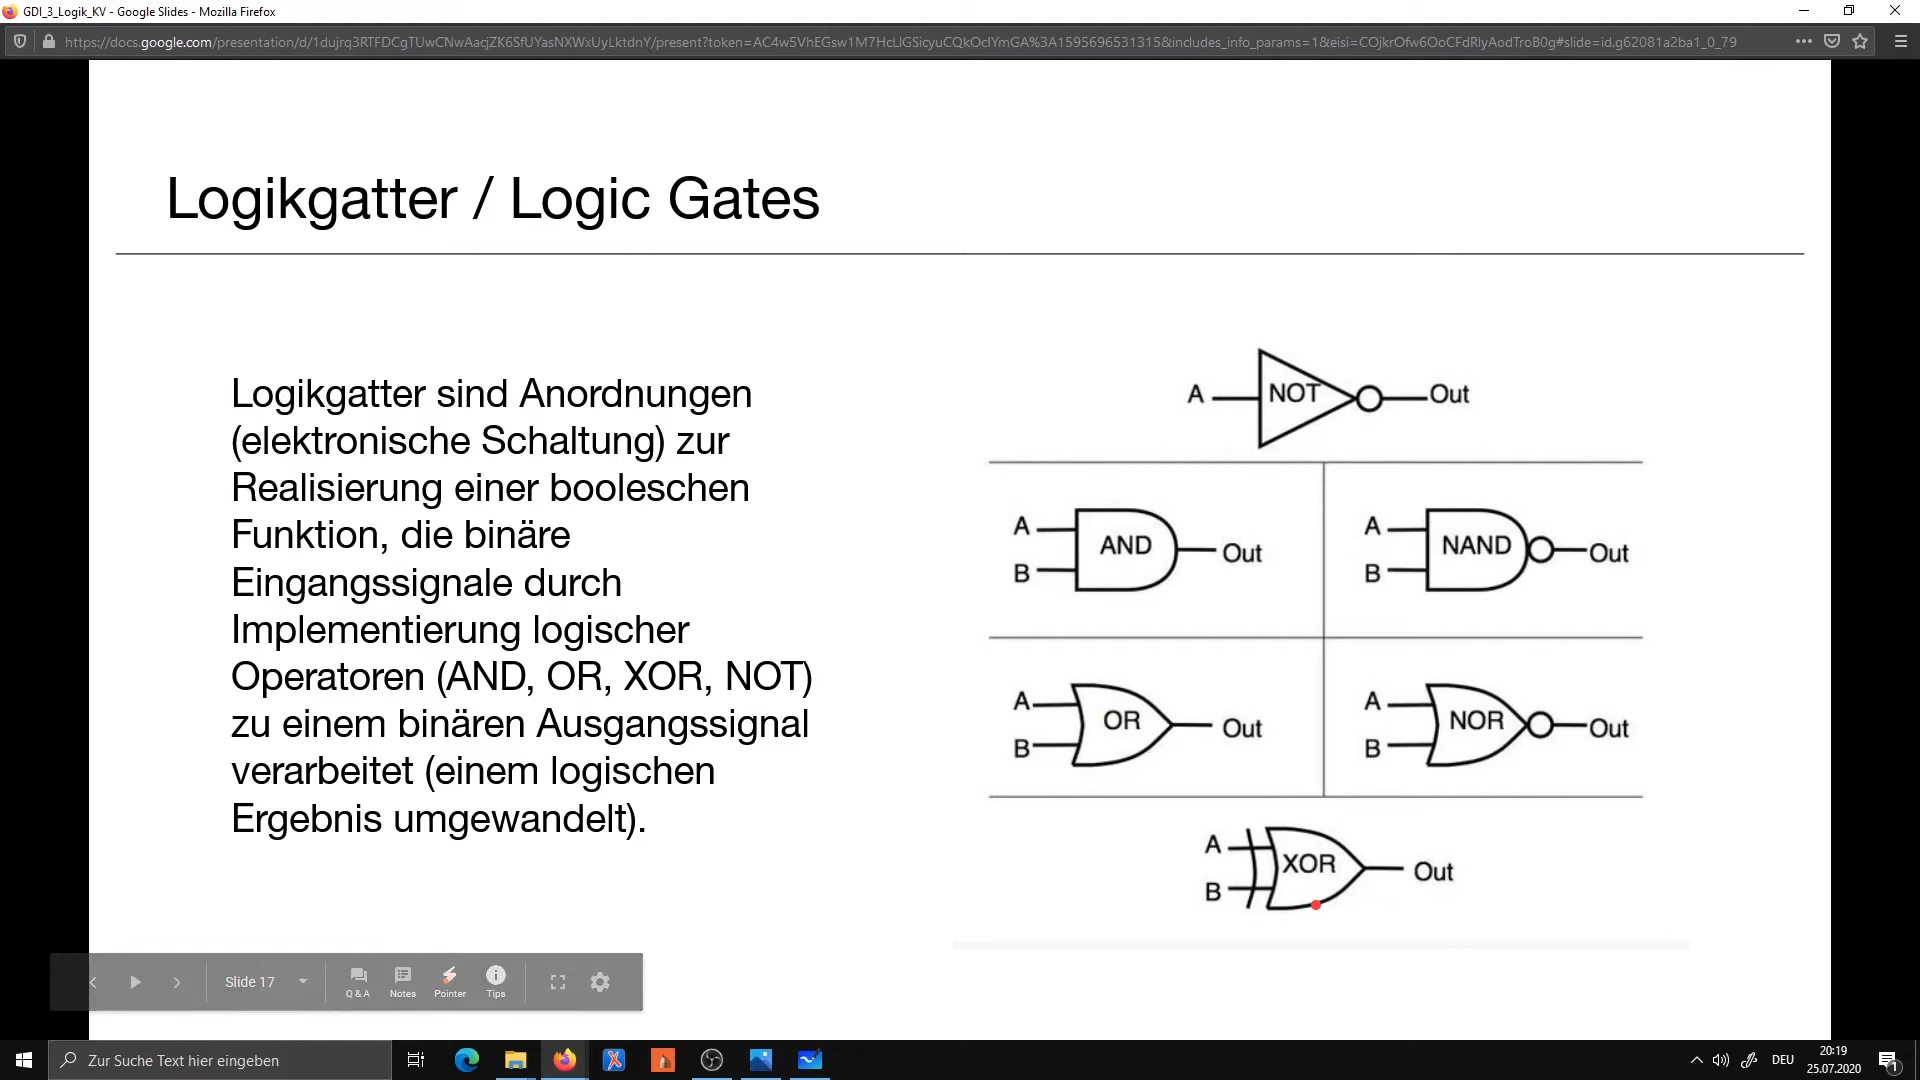 GDI_3_Logik_KV - Google Slides - Mozilla Firefox
https://docs.google.com/presentation/d/1dujrq3RTFDCgTUwCNwAacjZK6SfUYasNXWxUyLktdnY/present?token=AC4w5VhEGsw1M7HcLlGSicyuCQkOclYmGA%3A1595696531315&includes_info_params=1&eisi=COjkrOfw6OoCFdRlyAodTroB0g#slide=id.g62081a2ba1_0_79
Logikgatter / Logic Gates
Logikgatter sind Anordnungen
(elektronische Schaltung) zur
Realisierung einer booleschen
Funktion, die binäre
Eingangssignale durch
Implementierung logischer
Operatoren (AND, OR, XOR, NOT)
zu einem binären Ausgangssignal
verarbeitet (einem logischen
Ergebnis umgewandelt).
A NOT Out
A
B
AND
Out
A
B
NAND
Out
A
B
OR
Out
A
B
NOR
Out
A
B
XOR
Out
Slide 17
Q & A
Notes
Pointer
Tips
Zur Suche Text hier eingeben
DEU
20:19
25.07.2020
1